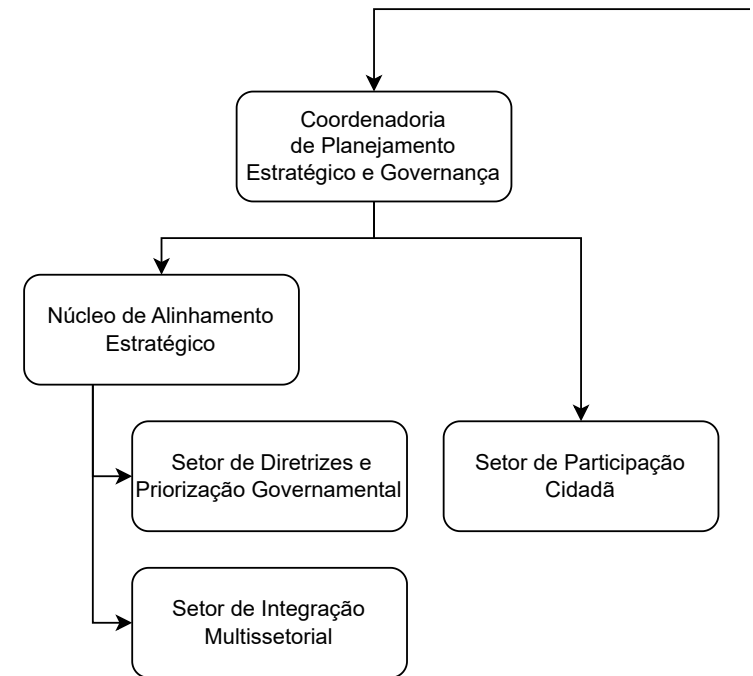 Coordenadoria
de Planejamento
Estratégico e Governança
Núcleo de Alinhamento
Estratégico
Setor de Diretrizes e
Priorização Governamental
Setor de Participação
Cidadã
Setor de Integração
Multissetorial